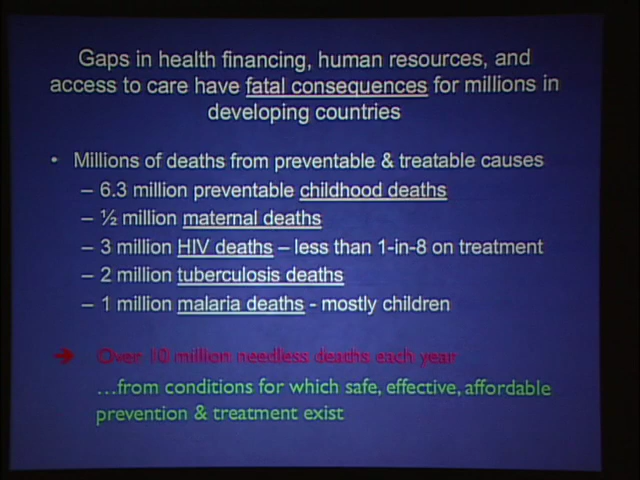 Gaps in health financing, human resources, and
access to care have fatal consequences for millions in
developing countries
• Millions of deaths from preventable & treatable causes
– 6.3 million preventable childhood deaths
– ½ million maternal deaths
– 3 million HIV deaths – less than 1-in-8 on treatment
– 2 million tuberculosis deaths
– 1 million malaria deaths - mostly children
➔ Over 10 million needless deaths each year
…from conditions for which safe, effective, affordable
prevention & treatment exist